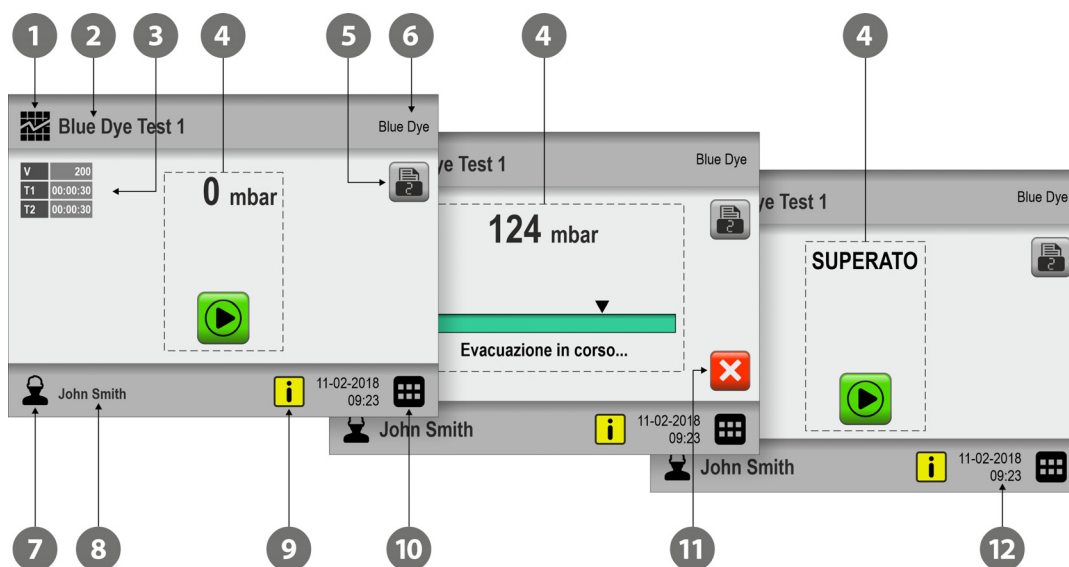 1 2 3 4 5 6 4
Blue Dye Test 1
Blue Dye
V 200
T1 00:00:30
T2 00:00:30
0 mbar
2
John Smith
i
11-02-2018
09:23
ye Test 1
Blue Dye
124 mbar
2
Evacuazione in corso...
John Smith
i
11-02-2018
09:23
ye Test 1
Blue Dye
SUPERATO
2
John Smith
i
11-02-2018
09:23
7 8 9 10 11 12